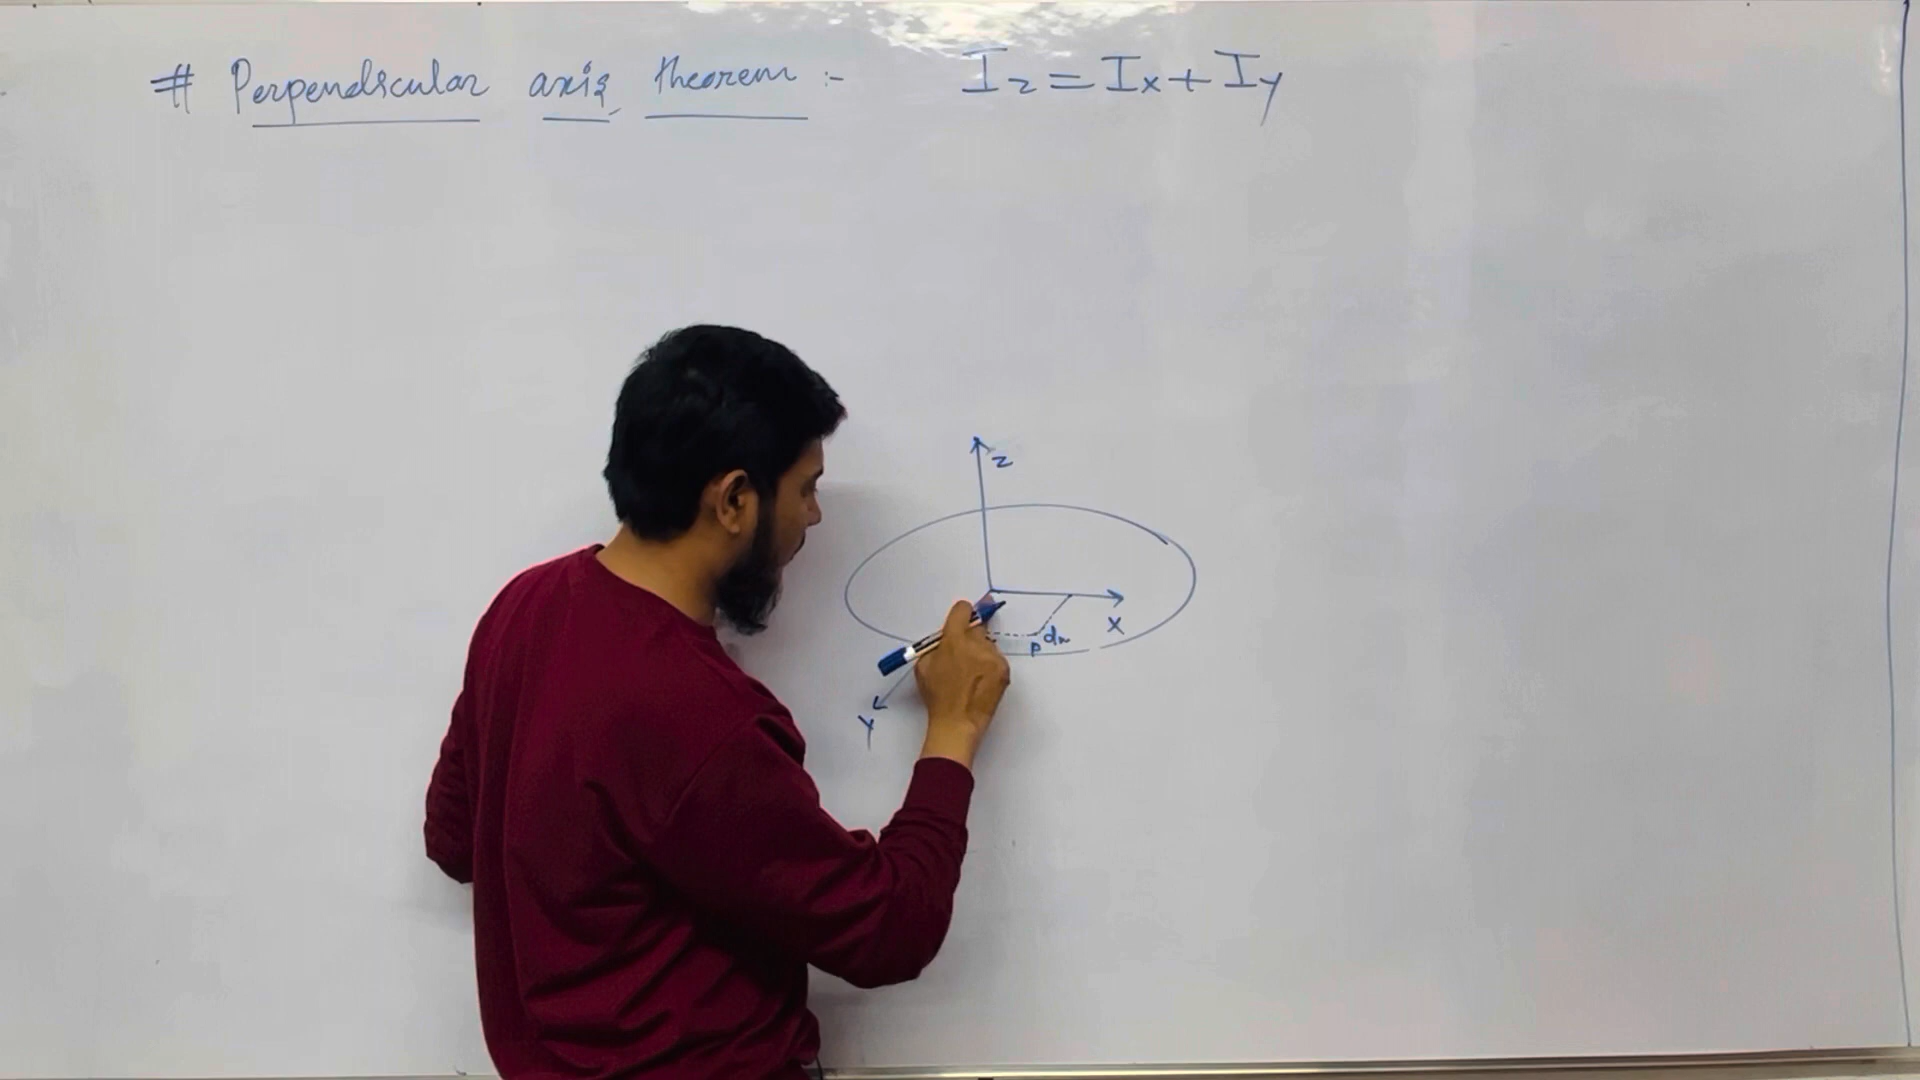 # Perpendicular axis theorem :- Iz = Ix + Iy
z
X
dm
P
Y